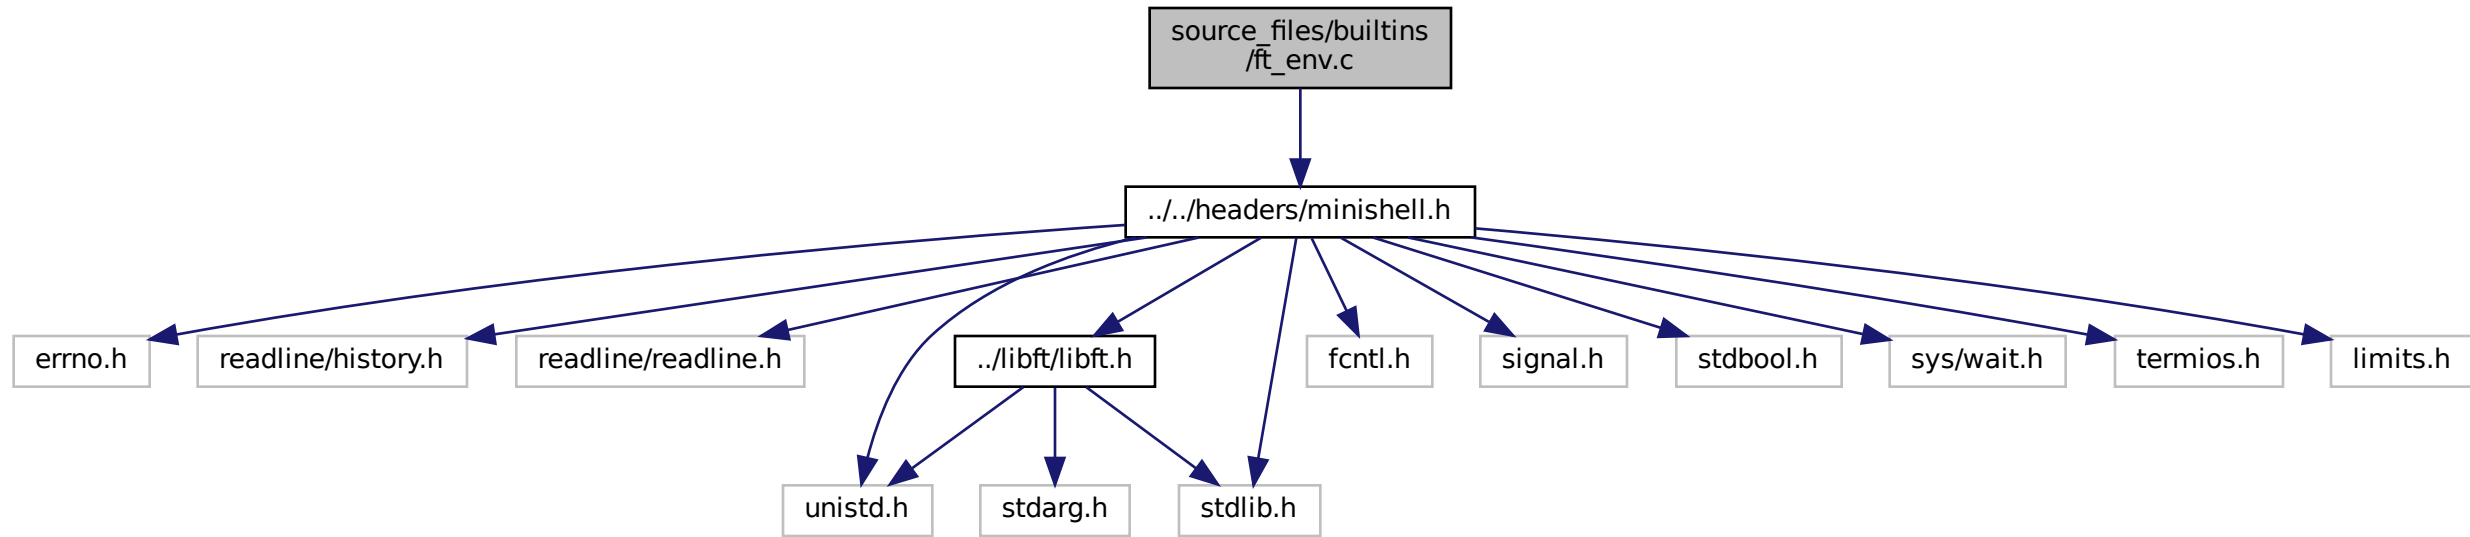 source_files/builtins
/ft_env.c
../../headers/minishell.h
errno.h
readline/history.h
readline/readline.h
../libft/libft.h
fcntl.h
signal.h
stdbool.h
sys/wait.h
termios.h
limits.h
unistd.h
stdarg.h
stdlib.h